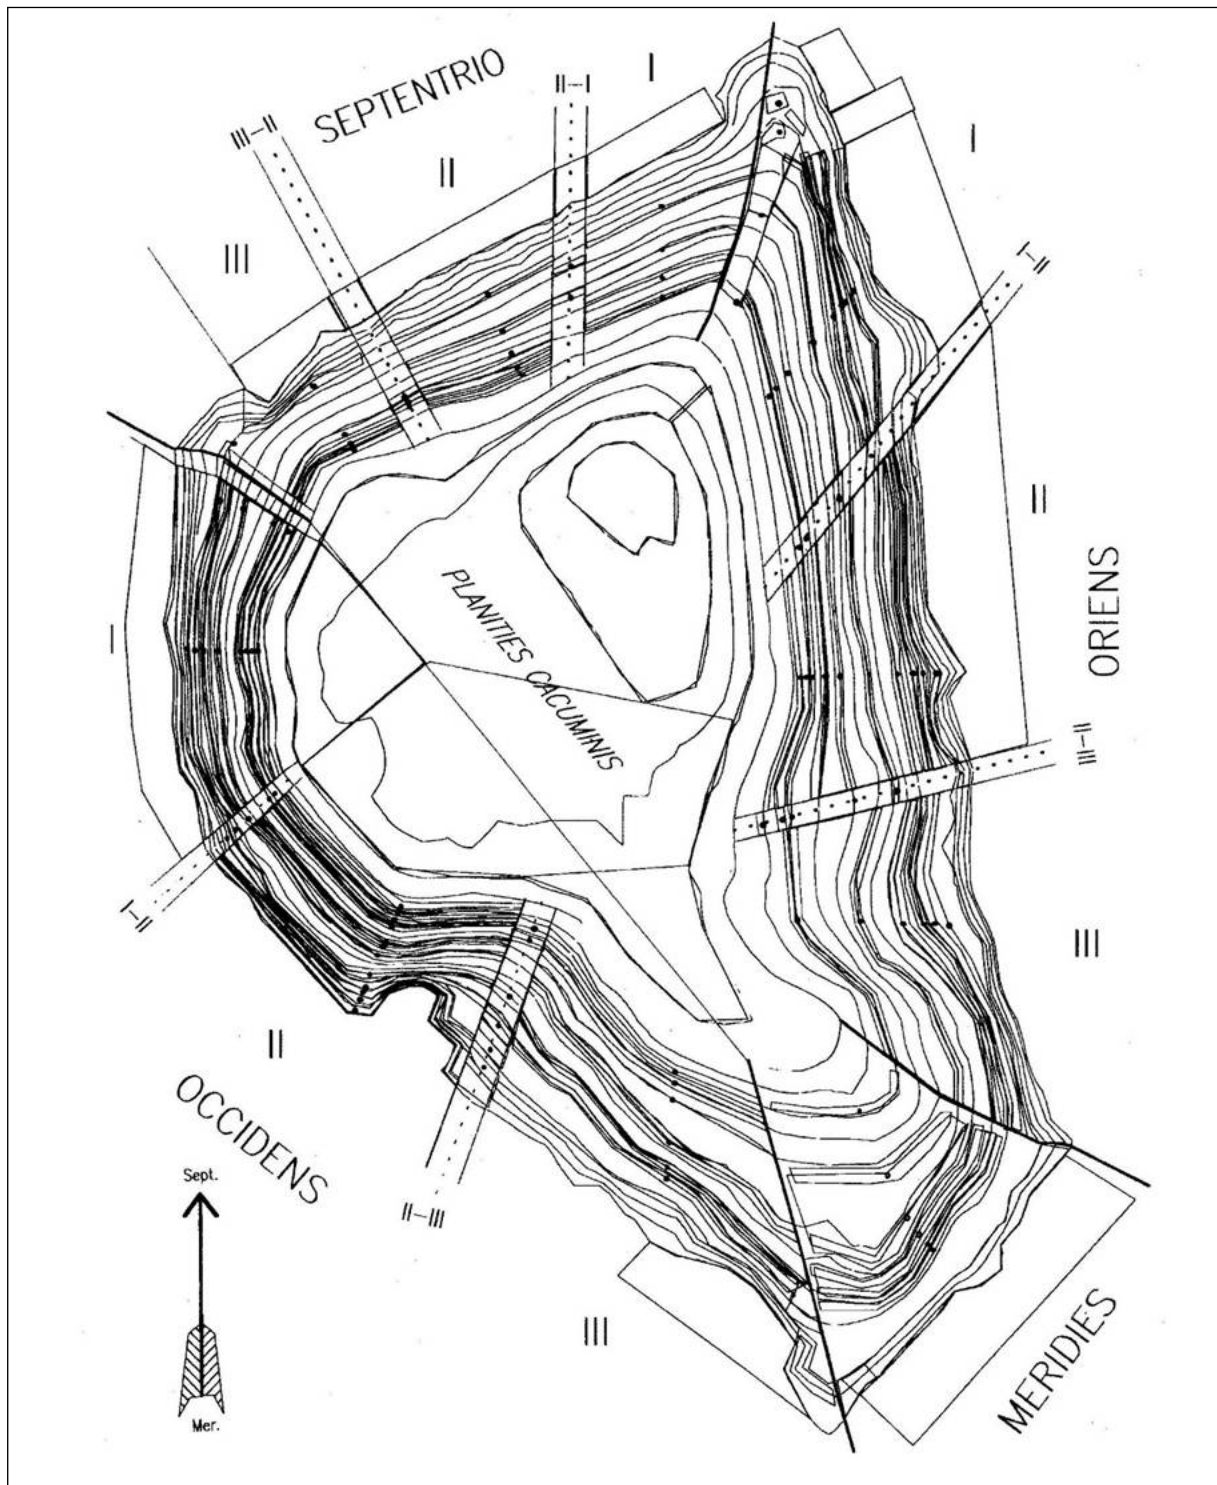 I
II—I
SEPTENTRIO
III—II
I
II
III
I—II
II
ORIENS
PLANITIES CACUMINIS
I
III—II
I—II
III
II
OCCIDENS
Sept.
II—III
III
MERIDIES
Mer.